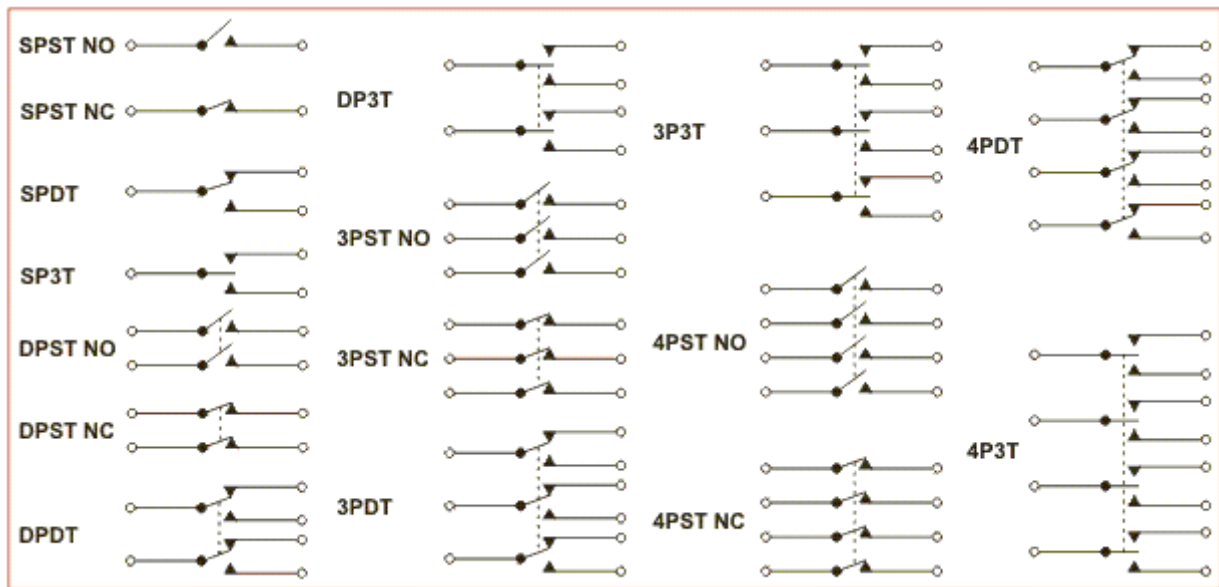 SPST NO
SPST NC
SPDT
SP3T
DPST NO
DPST NC
DPDT
DP3T
3PST NO
3PST NC
3PDT
3P3T
4PST NO
4PST NC
4PDT
4P3T